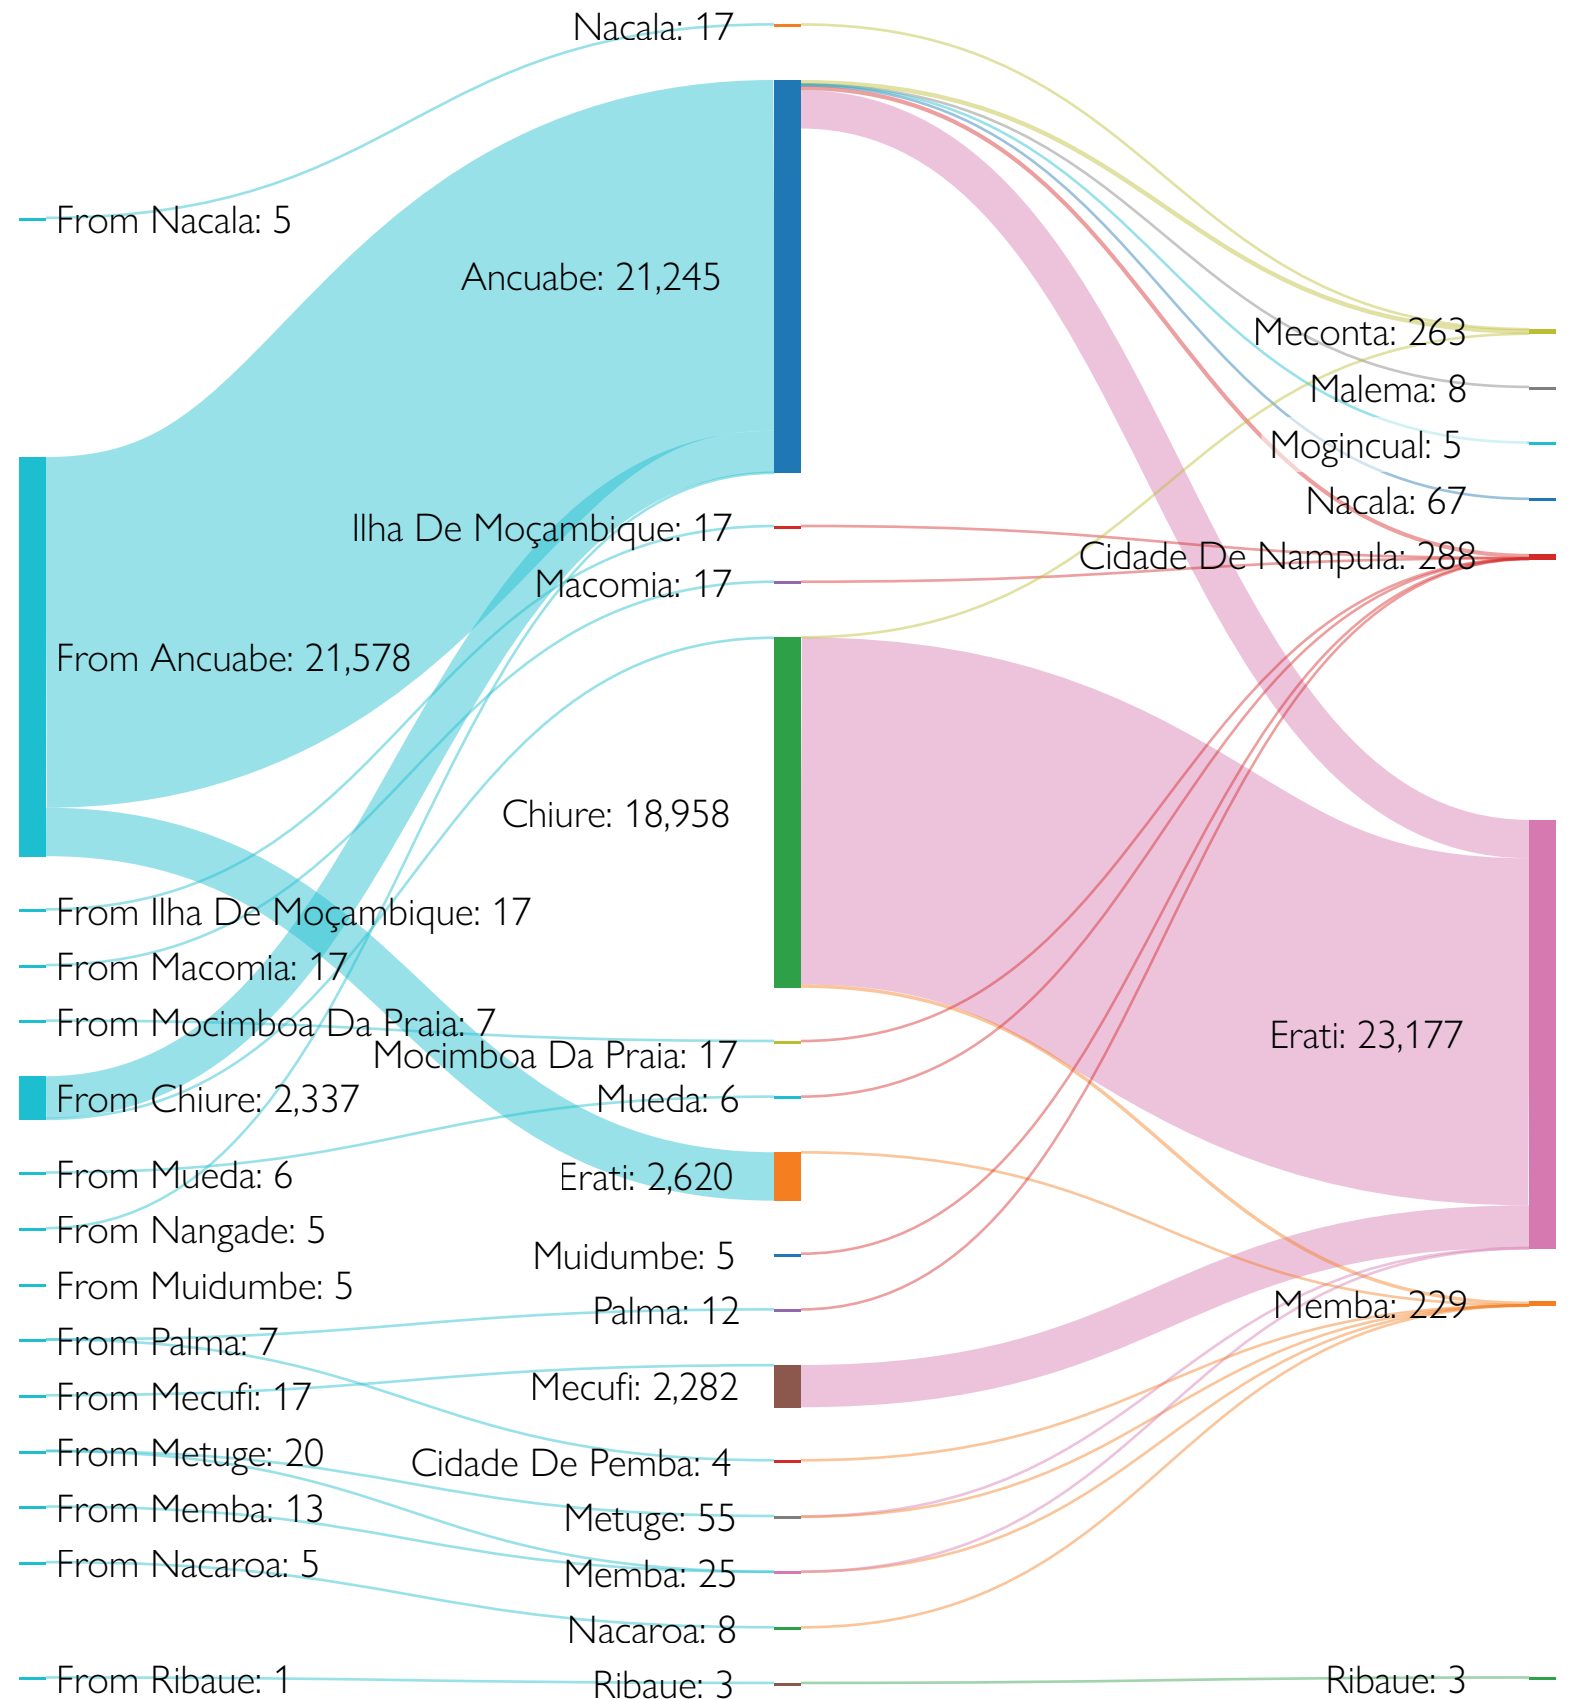 Nacala: 17
From Nacala: 5
Ancuabe: 21,245
Meconta: 263
Malema: 8
Mogincual: 5
Nacala: 67
Ilha De Moçambique: 17
Cidade De Nampula: 288
Macomia: 17
From Ancuabe: 21,578
Chiure: 18,958
From Ilha De Moçambique: 17
From Macomia: 17
From Mocimboa Da Praia: 7
Erati: 23,177
Mocimboa Da Praia: 17
From Chiure: 2,337
Mueda: 6
From Mueda: 6
Erati: 2,620
From Nangade: 5
Muidumbe: 5
From Muidumbe: 5
Memba: 229
Palma: 12
From Palma: 7
Mecufi: 2,282
From Mecufi: 17
From Metuge: 20
Cidade De Pemba: 4
From Memba: 13
Metuge: 55
From Nacaroa: 5
Memba: 25
Nacaroa: 8
From Ribaue: 1
Ribaue: 3
Ribaue: 3